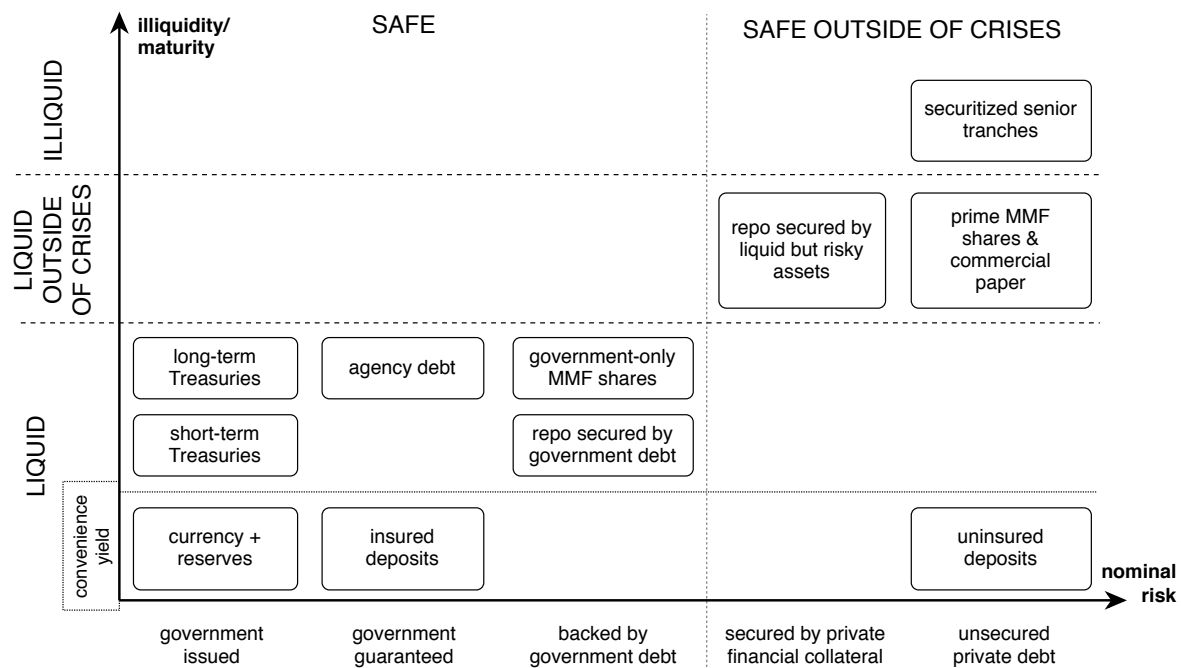 illiquidity/
maturity
SAFE
SAFE OUTSIDE OF CRISES
ILLIQUID
securitized senior
tranches
LIQUID
OUTSIDE
OF CRISES
repo secured by
liquid but risky
assets
prime MMF
shares &
commercial
paper
LIQUID
long-term
Treasuries
agency debt
government-only
MMF shares
short-term
Treasuries
repo secured by
government debt
convenience
yield
currency +
reserves
insured
deposits
uninsured
deposits
nominal
risk
government
issued
government
guaranteed
backed by
government debt
secured by private
financial collateral
unsecured
private debt